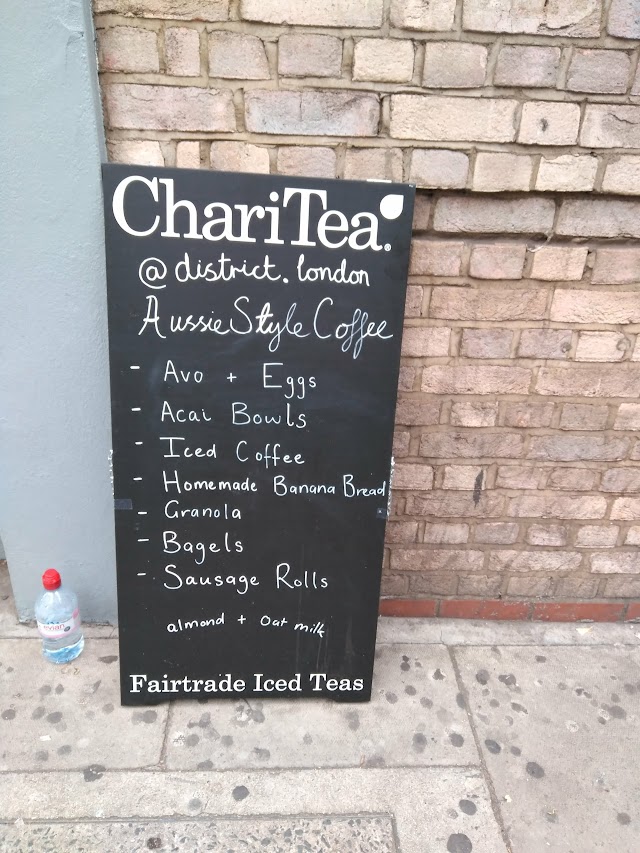 ChariTea®
@ district.london
Aussie Style Coffee
- Avo + Eggs
- Acai Bowls
- Iced Coffee
- Homemade Banana Bread
- Granola
- Bagels
- Sausage Rolls
almond + oat milk
Fairtrade Iced Teas
evian